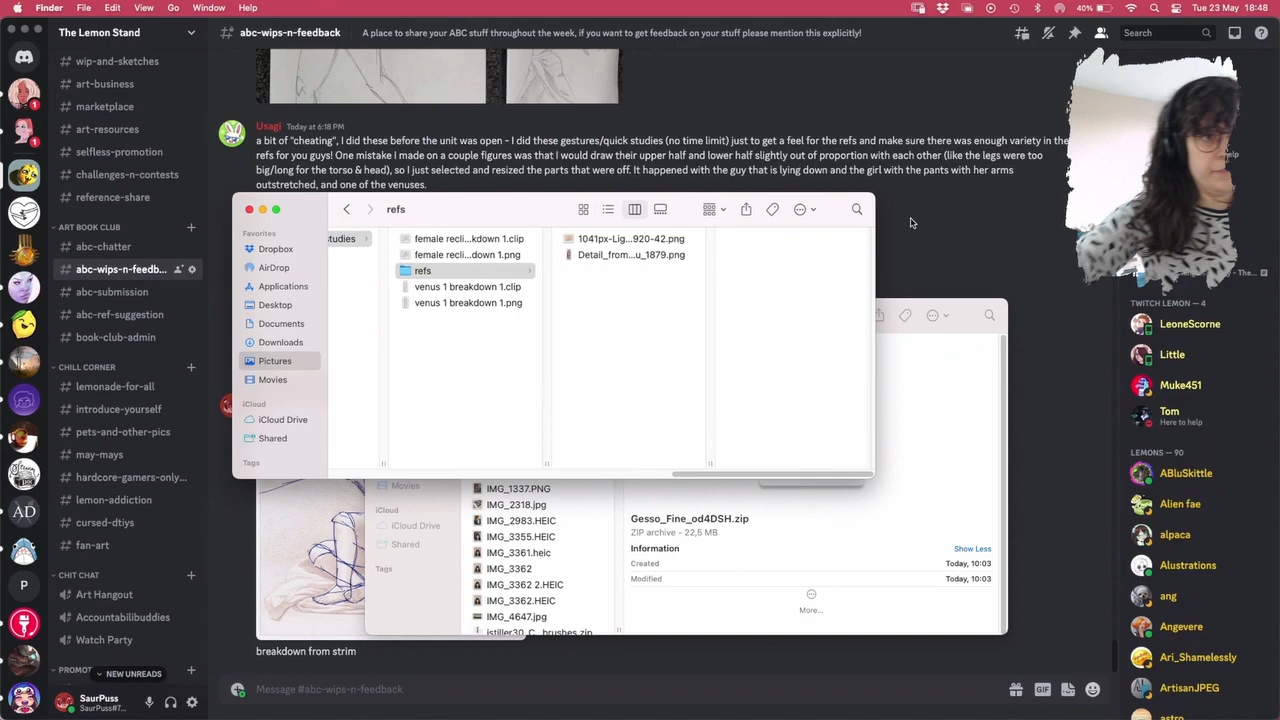 Finder File Edit View Go Window Help
40% Tue 23 May 18:48
The Lemon Stand
abc-wips-n-feedback A place to share your ABC stuff throughout the week, if you want to get feedback on your stuff please mention this explicitly!
Search
wip-and-sketches
art-business
marketplace
art-resources
selfless-promotion
challenges-n-contests
reference-share
ART BOOK CLUB
abc-chatter
abc-wips-n-feedb...
abc-submission
abc-ref-suggestion
book-club-admin
CHILL CORNER
lemonade-for-all
introduce-yourself
pets-and-other-pics
may-mays
hardcore-gamers-only...
lemon-addiction
cursed-dtiys
fan-art
CHIT CHAT
Art Hangout
Accountabilibuddies
Watch Party
PROMO
NEW UNREADS
SaurPuss
SaurPuss#7...
1
1
AD
P
Usagi Today at 6:18 PM
a bit of "cheating", I did these before the unit was open - I did these gestures/quick studies (no time limit) just to get a feel for the refs and make sure there was enough variety in the
refs for you guys! One mistake I made on a couple figures was that I would draw their upper half and lower half slightly out of proportion with each other (like the legs were too
big/long for the torso & head), so I just selected and resized the parts that were off. It happened with the guy that is lying down and the girl with the pants with her arms
outstretched, and one of the venuses.
refs
Favorites
Dropbox
AirDrop
Applications
Desktop
Documents
Downloads
Pictures
Movies
iCloud
iCloud Drive
Shared
Tags
female recli...kdown 1.clip
female recli...down 1.png
refs
venus 1 breakdown 1.clip
venus 1 breakdown 1.png
1041px-Lig...920-42.png
Detail_from...u_1879.png
Movies
iCloud
iCloud Drive
Shared
Tags
IMG_1337.PNG
IMG_2318.jpg
IMG_2983.HEIC
IMG_3355.HEIC
IMG_3361.heic
IMG_3362
IMG_3362 2.HEIC
IMG_3362.HEIC
IMG_4647.jpg
Gesso_Fine_od4DSH.zip
ZIP archive - 22,5 MB
Information Show Less
Created Today, 10:03
Modified Today, 10:03
More...
breakdown from strim
Message #abc-wips-n-feedback
GIF
TWITCH LEMON — 4
LeoneScorne
Little
Muke451
Tom
Here to help
LEMONS — 90
ABluSkittle
Alien fae
alpaca
Alustrations
ang
Angevere
Ari_Shamelessly
ArtisanJPEG